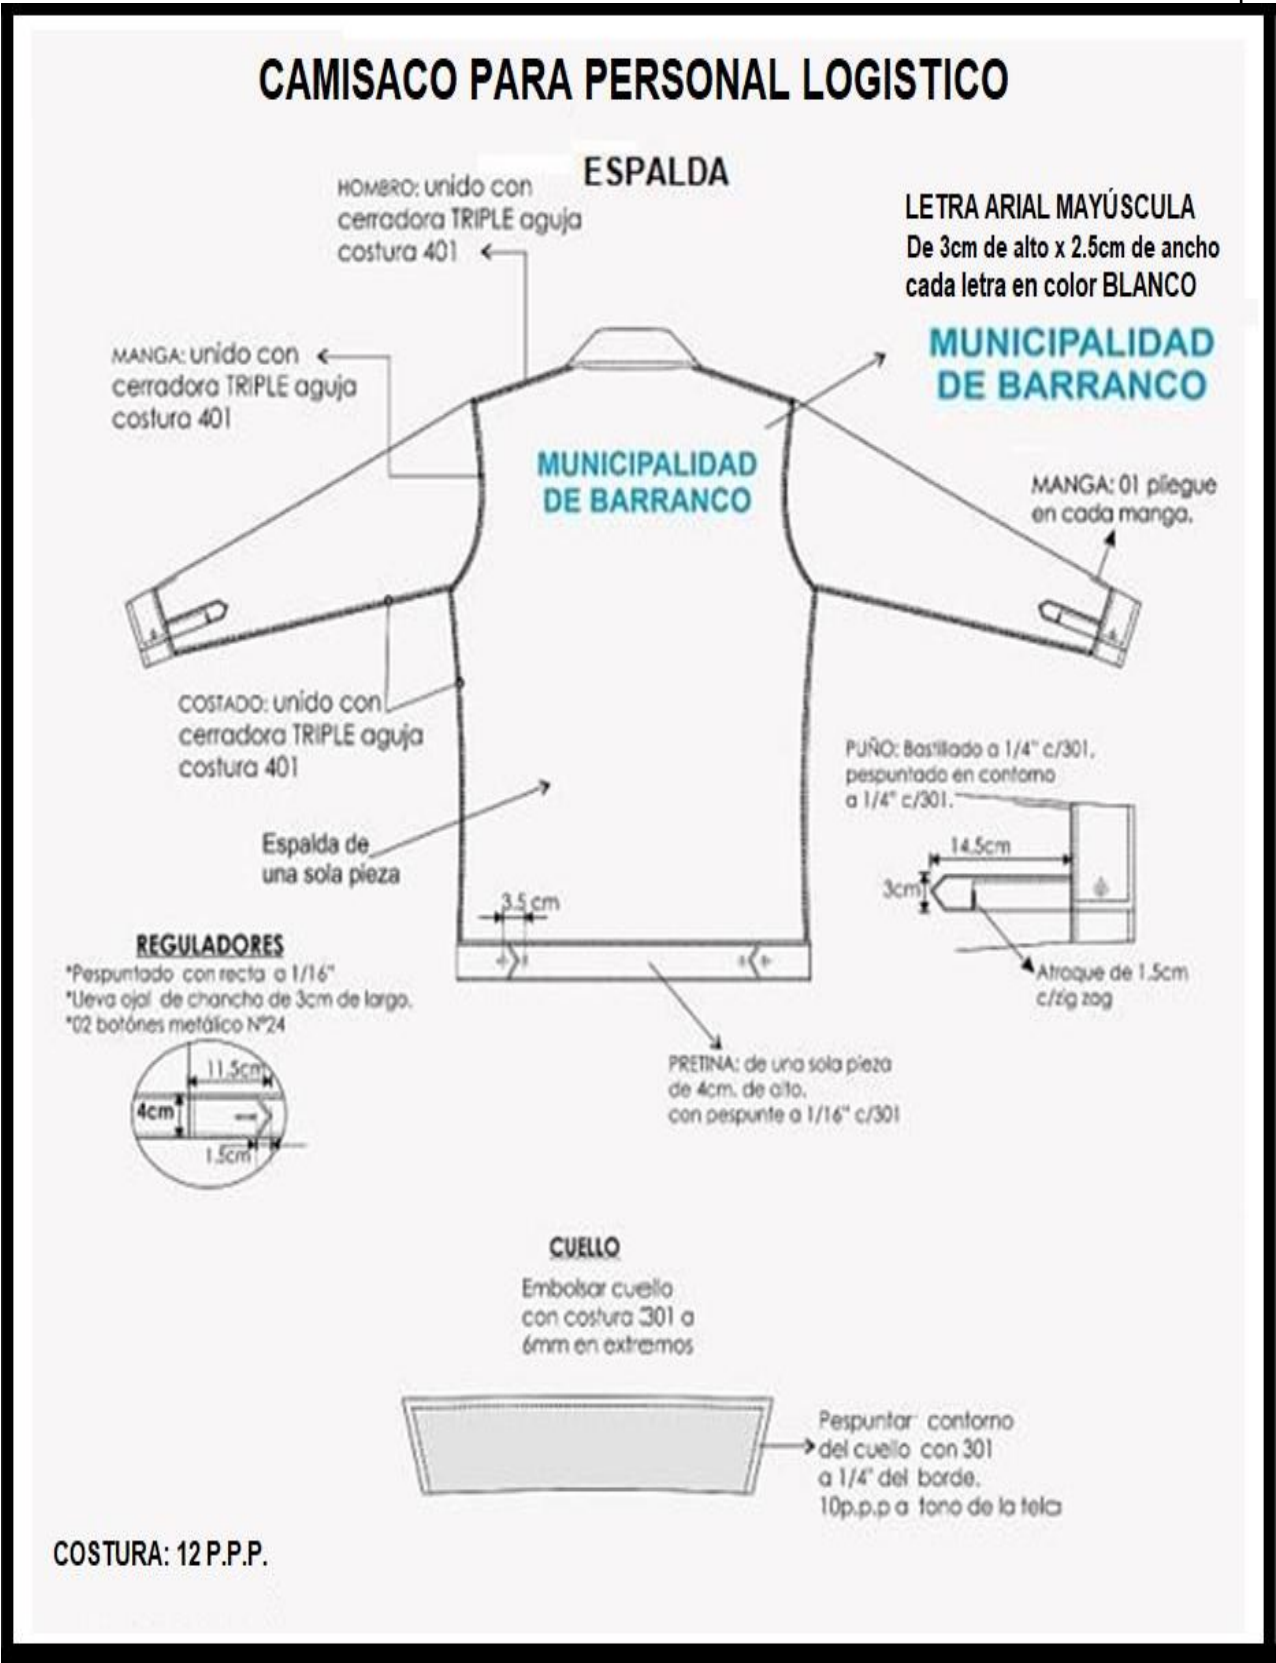 CAMISACO PARA PERSONAL LOGISTICO
ESPALDA
HOMBRO: unido con
cerradora TRIPLE aguja
costura 401
LETRA ARIAL MAYÚSCULA
De 3cm de alto x 2.5cm de ancho
cada letra en color BLANCO
MUNICIPALIDAD
DE BARRANCO
MANGA: unido con
cerradora TRIPLE aguja
costura 401
MUNICIPALIDAD
DE BARRANCO
MANGA: 01 pliegue
en cada manga.
COSTADO: unido con
cerradora TRIPLE aguja
costura 401
PUÑO: Bastillado a 1/4" c/301,
pespuntado en contorno
a 1/4" c/301.
14.5cm
3cm
Atraque de 1.5cm
c/zig zag
Espalda de
una sola pieza
3.5 cm
REGULADORES
*Pespuntado con recta a 1/16"
*Lleva ojal de chancho de 3cm de largo.
*02 botónes metálico Nº24
11.5cm
4cm
1.5cm
PRETINA: de una sola pieza
de 4cm. de alto.
con pespunte a 1/16" c/301
CUELLO
Embolsar cuello
con costura 301 a
6mm en extremos
Pespuntar contorno
del cuello con 301
a 1/4" del borde.
10p.p.p a tono de la tela
COSTURA: 12 P.P.P.